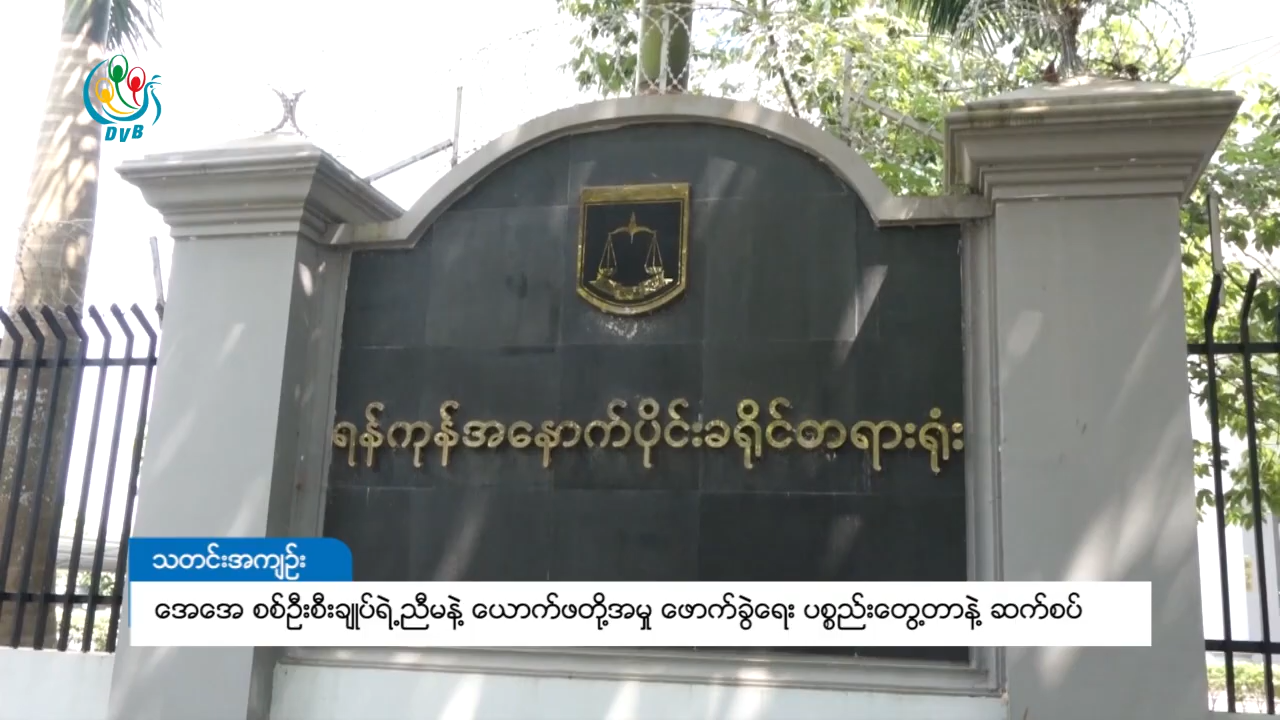 DVB
ရန်ကုန်အနောက်ပိုင်းခရိုင်တရားရုံး
သတင်းအကျဉ်း
အေအေ စစ်ဦးစီးချုပ်ရဲ့ညီမနဲ့ ယောက်ဖတို့အမှု ဖောက်ခွဲရေး ပစ္စည်းတွေ့တာနဲ့ ဆက်စပ်